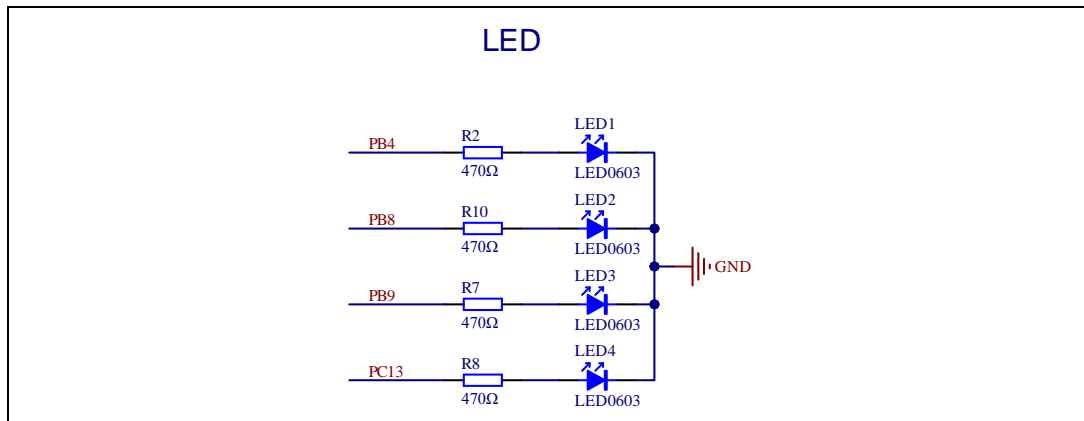 LED
LED1
PB4
R2
470Ω
LED0603
LED2
PB8
R10
470Ω
LED0603
GND
LED3
PB9
R7
470Ω
LED0603
LED4
PC13
R8
470Ω
LED0603